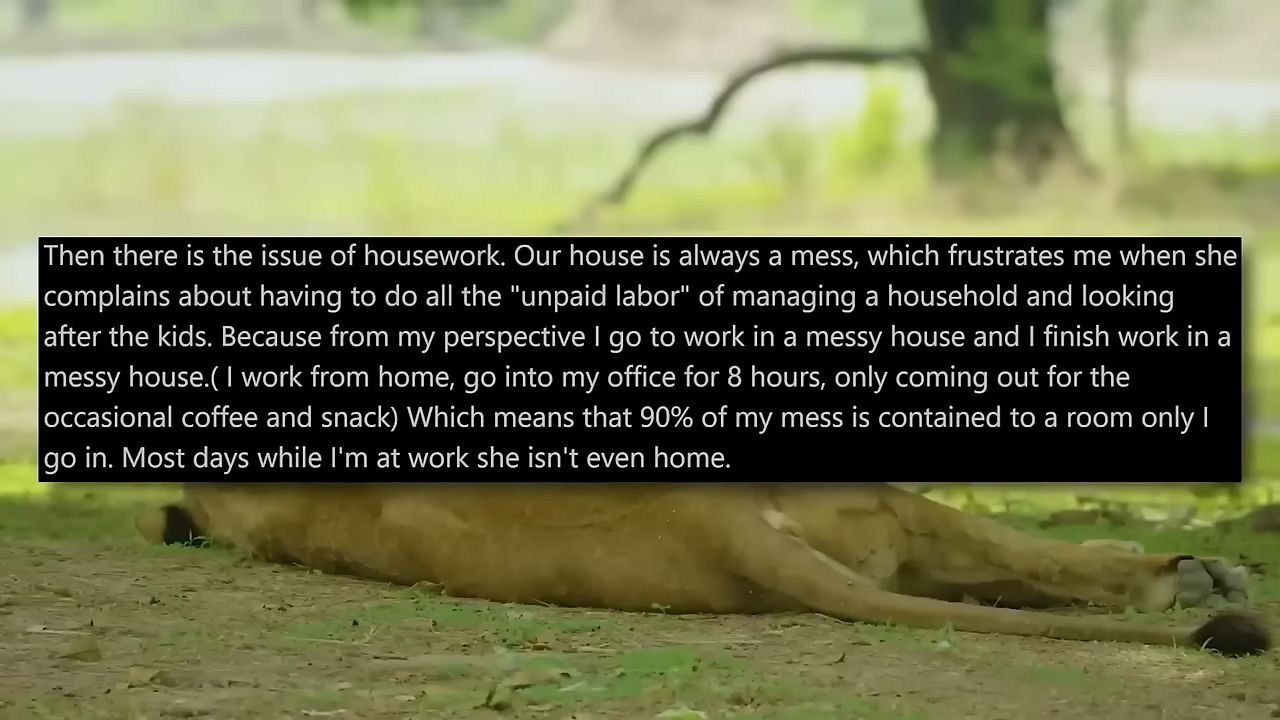 Then there is the issue of housework. Our house is always a mess, which frustrates me when she
complains about having to do all the "unpaid labor" of managing a household and looking
after the kids. Because from my perspective I go to work in a messy house and I finish work in a
messy house.( I work from home, go into my office for 8 hours, only coming out for the
occasional coffee and snack) Which means that 90% of my mess is contained to a room only I
go in. Most days while I'm at work she isn't even home.